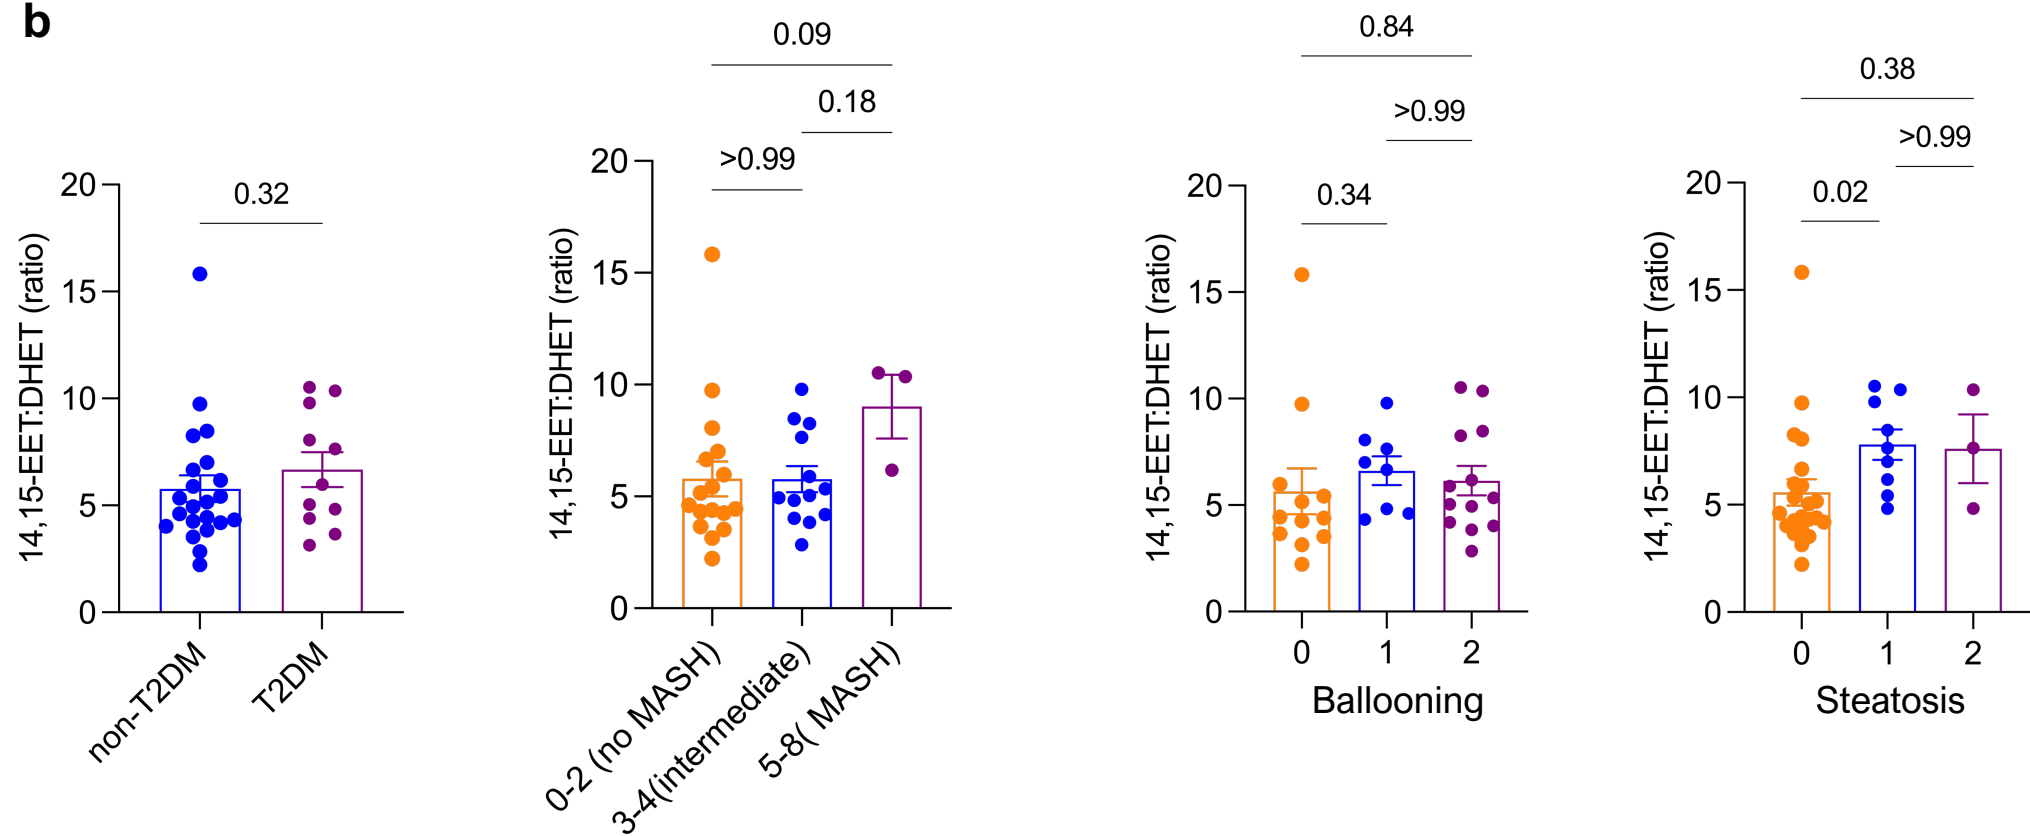 b
0.32
20
15
10
5
0
14,15-EET:DHET (ratio)
non-T2DM
T2DM
0.09
0.18
>0.99
20
15
10
5
0
14,15-EET:DHET (ratio)
0-2 (no MASH)
3-4(intermediate)
5-8( MASH)
0.84
>0.99
0.34
20
15
10
5
0
14,15-EET:DHET (ratio)
0 1 2
Ballooning
0.38
>0.99
0.02
20
15
10
5
0
14,15-EET:DHET (ratio)
0 1 2
Steatosis